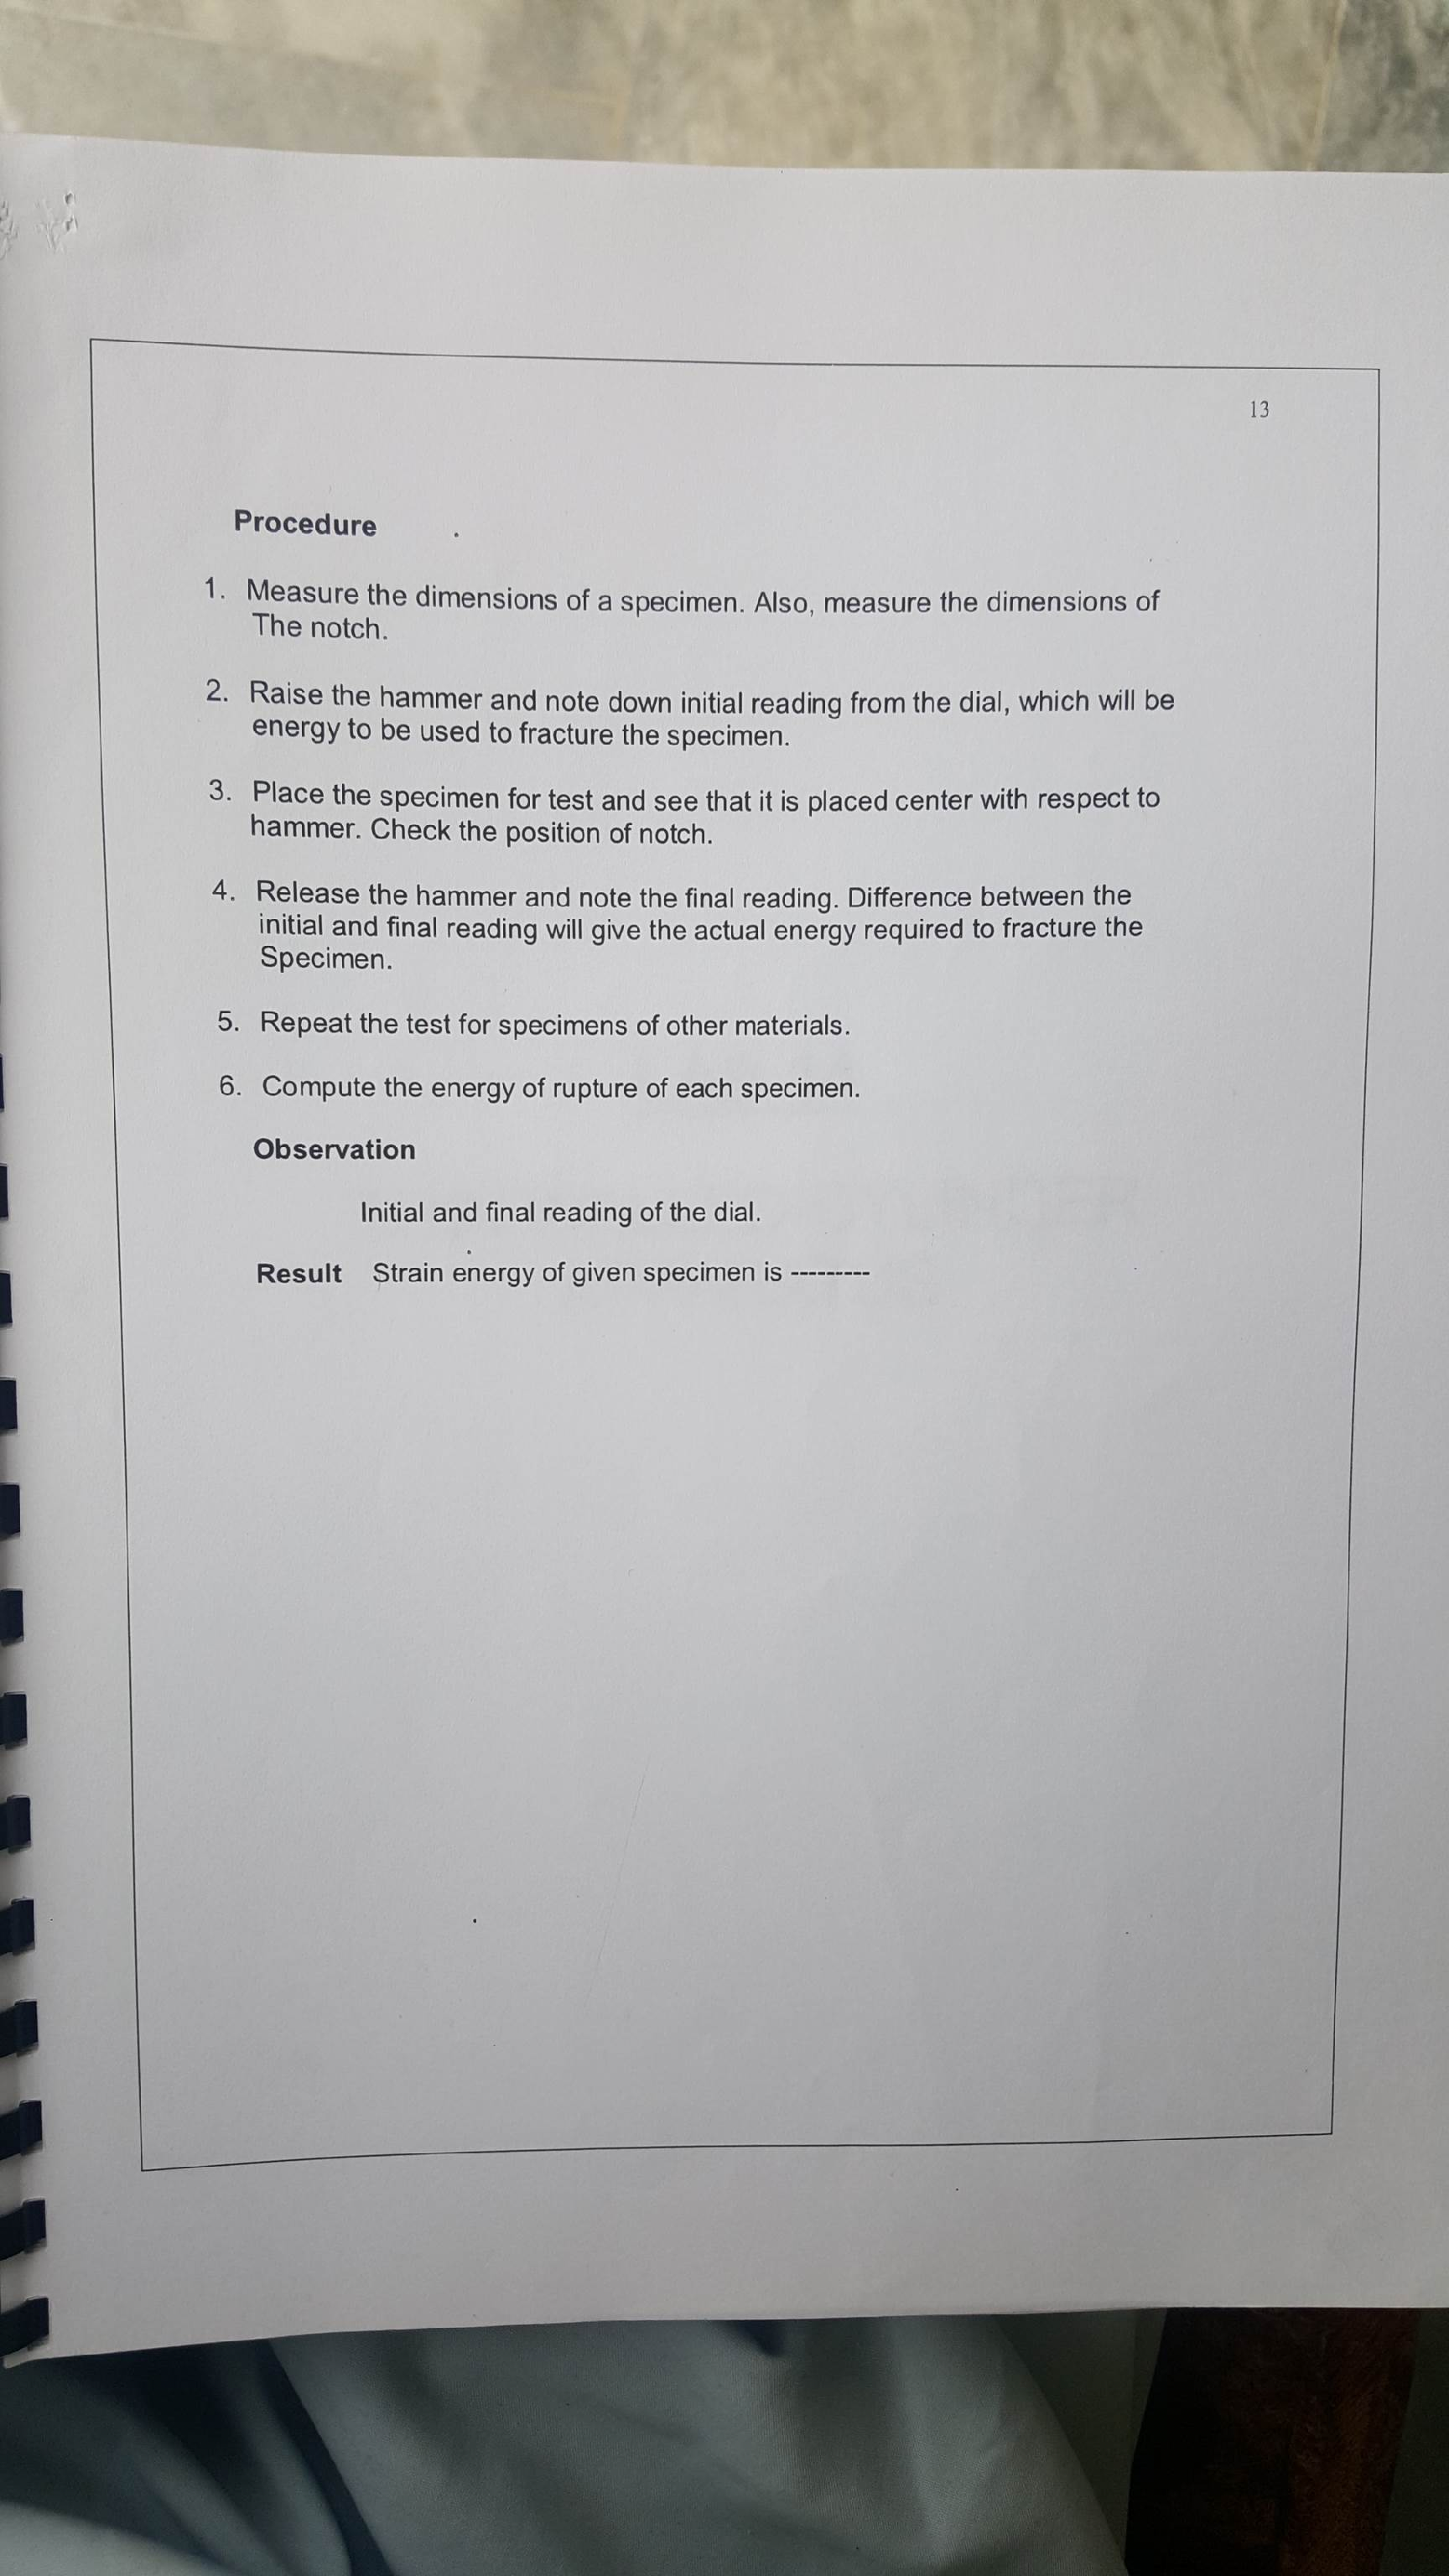 13
Procedure
1. Measure the dimensions of a specimen. Also, measure the dimensions of
The notch.
2. Raise the hammer and note down initial reading from the dial, which will be
energy to be used to fracture the specimen.
3. Place the specimen for test and see that it is placed center with respect to
hammer. Check the position of notch.
4. Release the hammer and note the final reading. Difference between the
initial and final reading will give the actual energy required to fracture the
Specimen.
5. Repeat the test for specimens of other materials.
6. Compute the energy of rupture of each specimen.
Observation
Initial and final reading of the dial.
Result Strain energy of given specimen is ---------